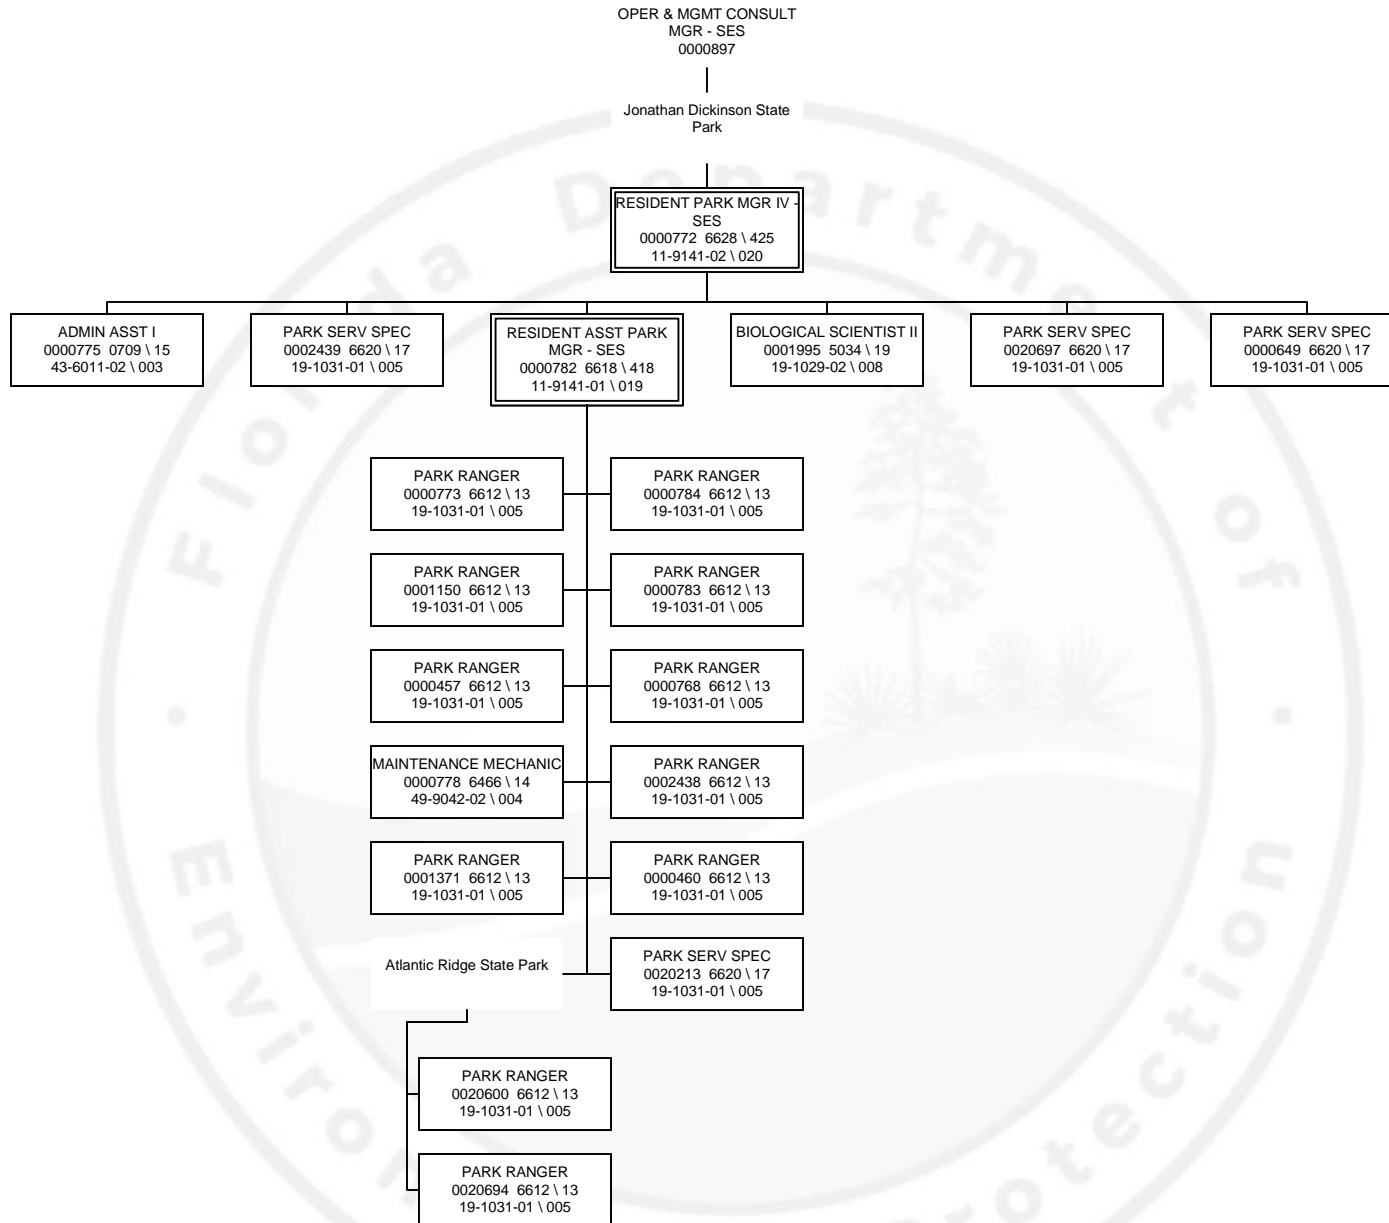 OPER & MGMT CONSULT
MGR - SES
0000897
Jonathan Dickinson State
Park
RESIDENT PARK MGR IV -
SES
0000772 6628 \ 425
11-9141-02 \ 020
ADMIN ASST I
0000775 0709 \ 15
43-6011-02 \ 003
PARK SERV SPEC
0002439 6620 \ 17
19-1031-01 \ 005
RESIDENT ASST PARK
MGR - SES
0000782 6618 \ 418
11-9141-01 \ 019
BIOLOGICAL SCIENTIST II
0001995 5034 \ 19
19-1029-02 \ 008
PARK SERV SPEC
0020697 6620 \ 17
19-1031-01 \ 005
PARK SERV SPEC
0000649 6620 \ 17
19-1031-01 \ 005
PARK RANGER
0000773 6612 \ 13
19-1031-01 \ 005
PARK RANGER
0000784 6612 \ 13
19-1031-01 \ 005
PARK RANGER
0001150 6612 \ 13
19-1031-01 \ 005
PARK RANGER
0000783 6612 \ 13
19-1031-01 \ 005
PARK RANGER
0000457 6612 \ 13
19-1031-01 \ 005
PARK RANGER
0000768 6612 \ 13
19-1031-01 \ 005
MAINTENANCE MECHANIC
0000778 6466 \ 14
49-9042-02 \ 004
PARK RANGER
0002438 6612 \ 13
19-1031-01 \ 005
PARK RANGER
0001371 6612 \ 13
19-1031-01 \ 005
PARK RANGER
0000460 6612 \ 13
19-1031-01 \ 005
Atlantic Ridge State Park
PARK SERV SPEC
0020213 6620 \ 17
19-1031-01 \ 005
PARK RANGER
0020600 6612 \ 13
19-1031-01 \ 005
PARK RANGER
0020694 6612 \ 13
19-1031-01 \ 005
Florida Department of
Environ Protection